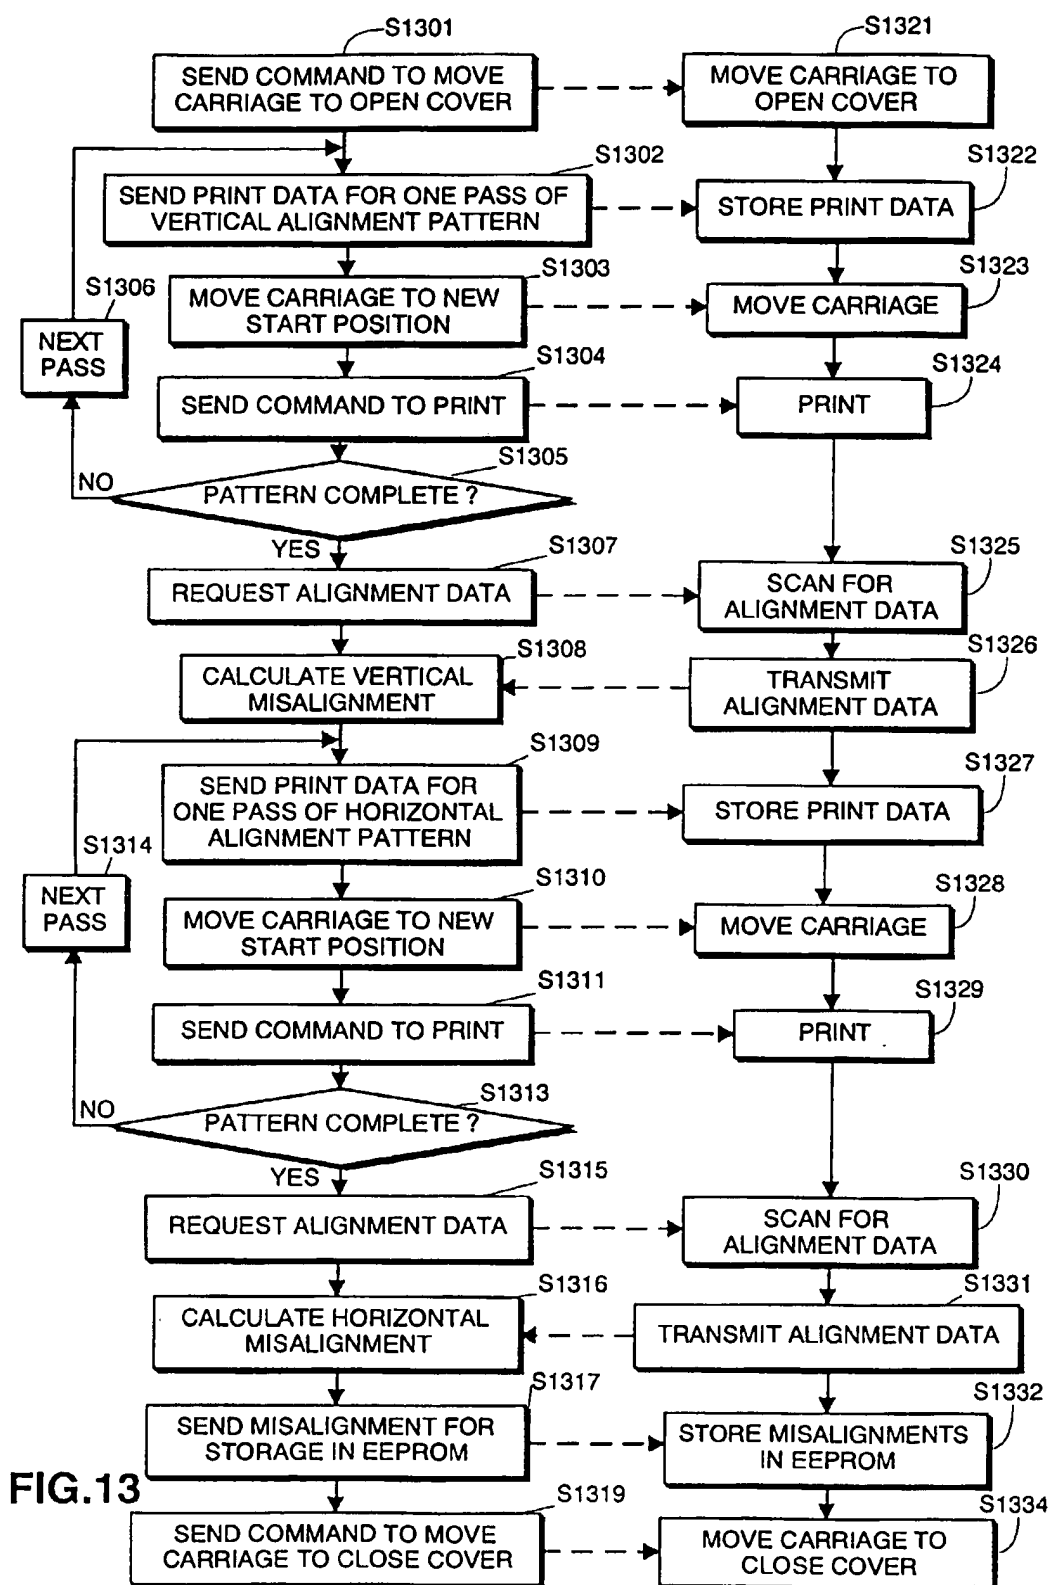 S1301
SEND COMMAND TO MOVE
CARRIAGE TO OPEN COVER
S1321
MOVE CARRIAGE TO
OPEN COVER
S1302
SEND PRINT DATA FOR ONE PASS OF
VERTICAL ALIGNMENT PATTERN
S1322
STORE PRINT DATA
S1306
NEXT
PASS
S1303
MOVE CARRIAGE TO NEW
START POSITION
S1323
MOVE CARRIAGE
S1304
SEND COMMAND TO PRINT
S1324
PRINT
S1305
PATTERN COMPLETE ?
NO
YES
S1307
REQUEST ALIGNMENT DATA
S1325
SCAN FOR
ALIGNMENT DATA
S1308
CALCULATE VERTICAL
MISALIGNMENT
S1326
TRANSMIT
ALIGNMENT DATA
S1309
SEND PRINT DATA FOR
ONE PASS OF HORIZONTAL
ALIGNMENT PATTERN
S1327
STORE PRINT DATA
S1314
NEXT
PASS
S1310
MOVE CARRIAGE TO NEW
START POSITION
S1328
MOVE CARRIAGE
S1311
SEND COMMAND TO PRINT
S1329
PRINT
S1313
PATTERN COMPLETE ?
NO
YES
S1315
REQUEST ALIGNMENT DATA
S1330
SCAN FOR
ALIGNMENT DATA
S1316
CALCULATE HORIZONTAL
MISALIGNMENT
S1331
TRANSMIT ALIGNMENT DATA
S1317
SEND MISALIGNMENT FOR
STORAGE IN EEPROM
S1332
STORE MISALIGNMENTS
IN EEPROM
FIG.13
S1319
SEND COMMAND TO MOVE
CARRIAGE TO CLOSE COVER
S1334
MOVE CARRIAGE TO
CLOSE COVER